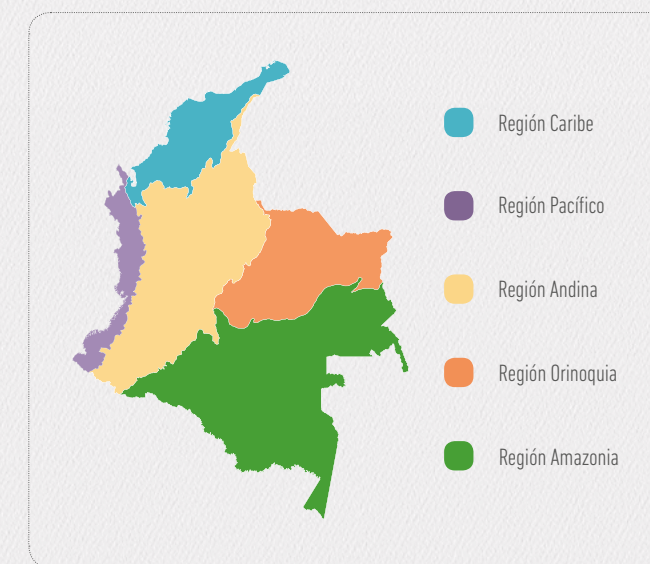 Región Caribe
Región Pacífico
Región Andina
Región Orinoquia
Región Amazonia